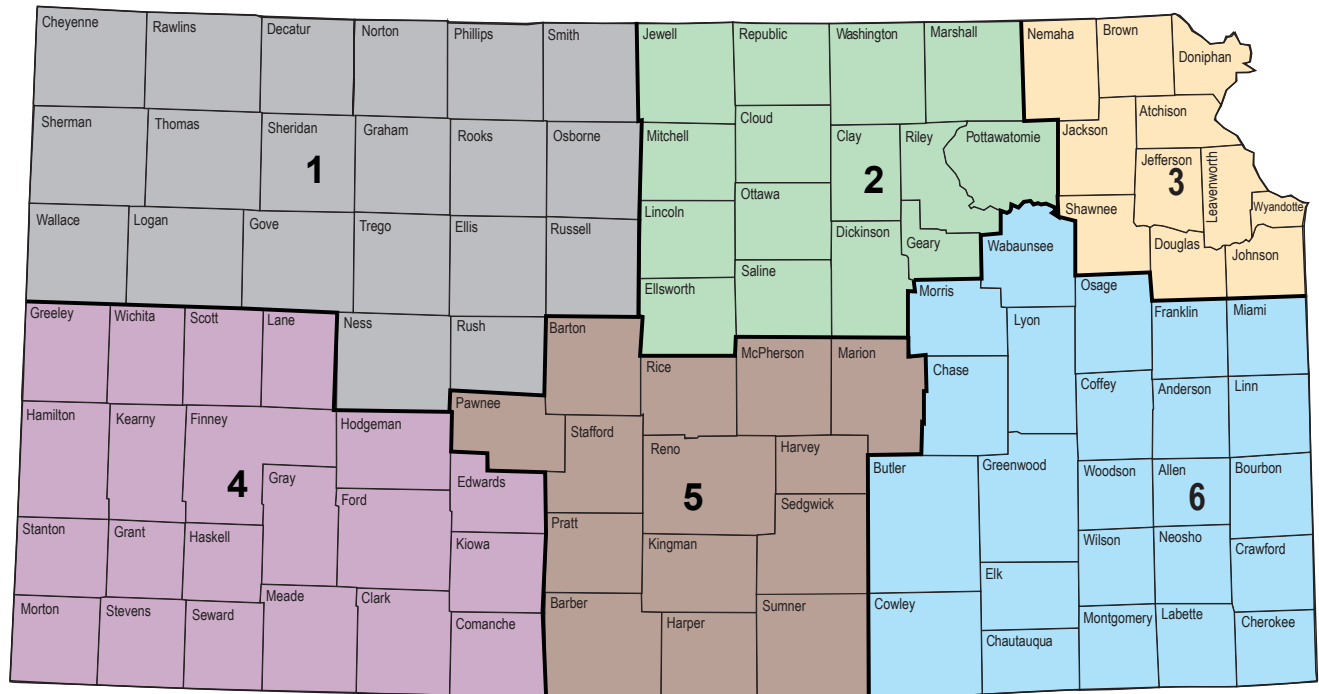 Cheyenne
Rawlins
Decatur
Norton
Phillips
Smith
Jewell
Republic
Washington
Marshall
Nemaha
Brown
Doniphan
Sherman
Thomas
Sheridan
Graham
Rooks
Osborne
Mitchell
Cloud
Clay
Riley
Pottawatomie
Jackson
Atchison
1
2
Jefferson
3
Leavenworth
Wyandotte
Wallace
Logan
Gove
Trego
Ellis
Russell
Lincoln
Ottawa
Dickinson
Geary
Wabaunsee
Shawnee
Douglas
Johnson
Ellsworth
Saline
Morris
Osage
Greeley
Wichita
Scott
Lane
Ness
Rush
Barton
Rice
McPherson
Marion
Chase
Lyon
Franklin
Miami
Hamilton
Kearny
Finney
Hodgeman
Pawnee
Stafford
Reno
Harvey
Coffey
Anderson
Linn
4
Gray
Ford
Edwards
5
Sedgwick
Butler
Greenwood
Woodson
Allen
6
Bourbon
Stanton
Grant
Haskell
Kiowa
Pratt
Kingman
Wilson
Neosho
Crawford
Morton
Stevens
Seward
Meade
Clark
Comanche
Barber
Harper
Sumner
Cowley
Elk
Chautauqua
Montgomery
Labette
Cherokee